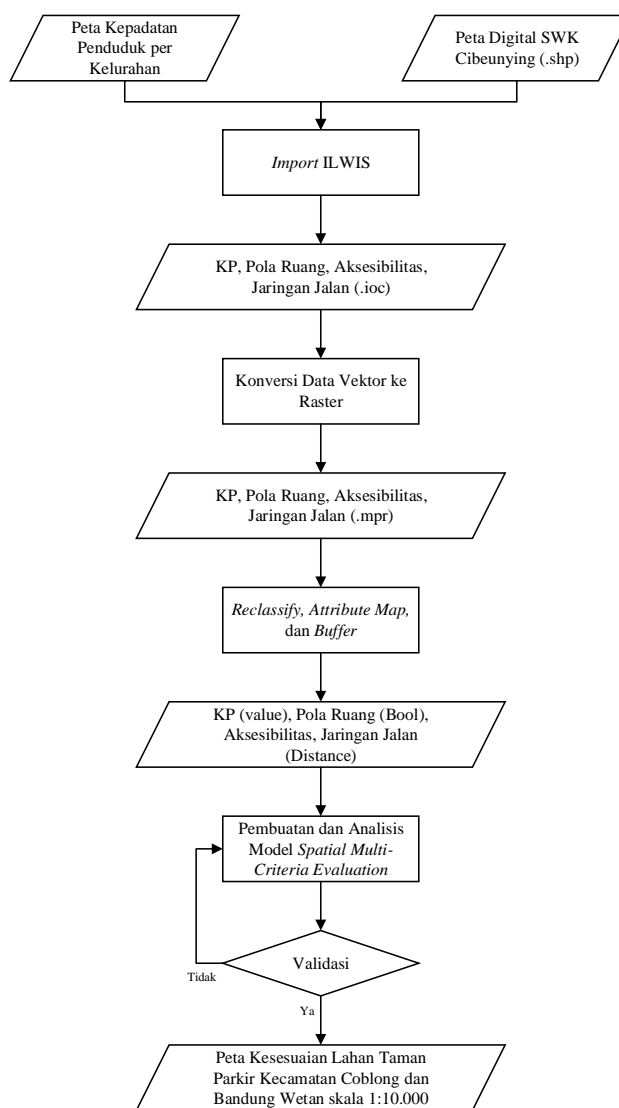 Peta Kepadatan
Penduduk per
Kelurahan
Peta Digital SWK
Cibeunying (.shp)
Import ILWIS
KP, Pola Ruang, Aksesibilitas,
Jaringan Jalan (.ioc)
Konversi Data Vektor ke
Raster
KP, Pola Ruang, Aksesibilitas,
Jaringan Jalan (.mpr)
Reclassify, Attribute Map,
dan Buffer
KP (value), Pola Ruang (Bool),
Aksesibilitas, Jaringan Jalan
(Distance)
Pembuatan dan Analisis
Model Spatial Multi-
Criteria Evaluation
Validasi
Tidak
Ya
Peta Kesesuaian Lahan Taman
Parkir Kecamatan Coblong dan
Bandung Wetan skala 1:10.000